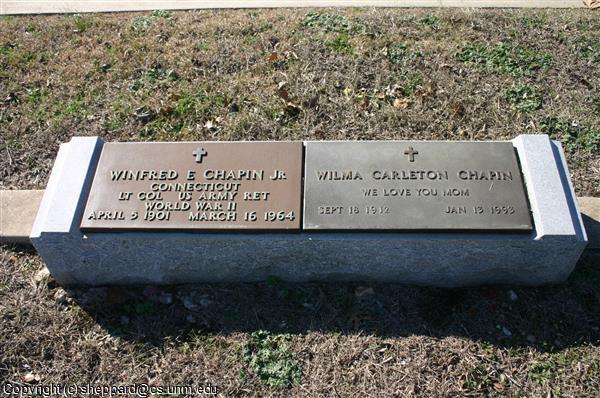 WINFRED E CHAPIN JR
CONNECTICUT
LT COL US ARMY RET
WORLD WAR II
APRIL 5 1901 MARCH 16 1964
WILMA CARLETON CHAPIN
WE LOVE YOU MOM
SEPT 18 1912 JAN 13 1993
Copyright (c) sheppard@cs.unm.edu